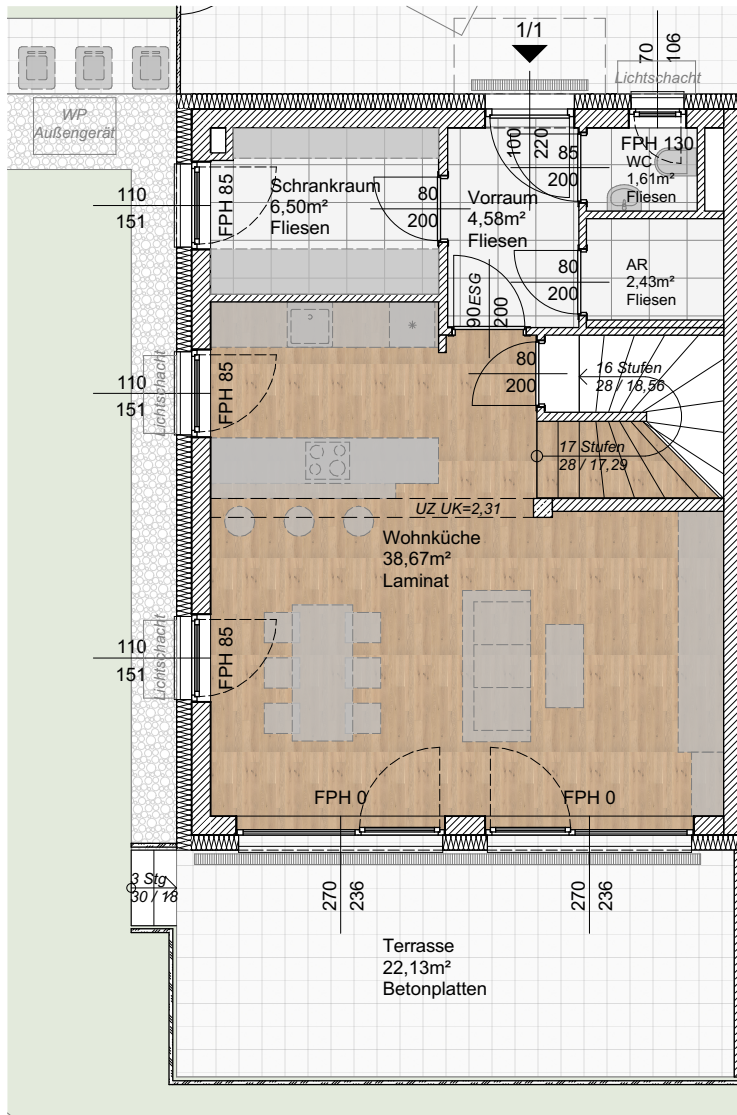 1/1
70
106
Lichtschacht
WP
Außengerät
100
220
85
200
FPH 130
WC
1,61m²
Fliesen
110
151
FPH 85
Schrankraum
6,50m²
Fliesen
80
200
Vorraum
4,58m²
Fliesen
80
200
AR
2,43m²
Fliesen
90 ESG
200
110
151
Lichtschacht
FPH 85
80
200
16 Stufen
28 / 18,56
17 Stufen
28 / 17,29
UZ UK=2,31
Wohnküche
38,67m²
Laminat
110
151
Lichtschacht
FPH 85
FPH 0
FPH 0
3 Stg
30 / 18
270
236
270
236
Terrasse
22,13m²
Betonplatten